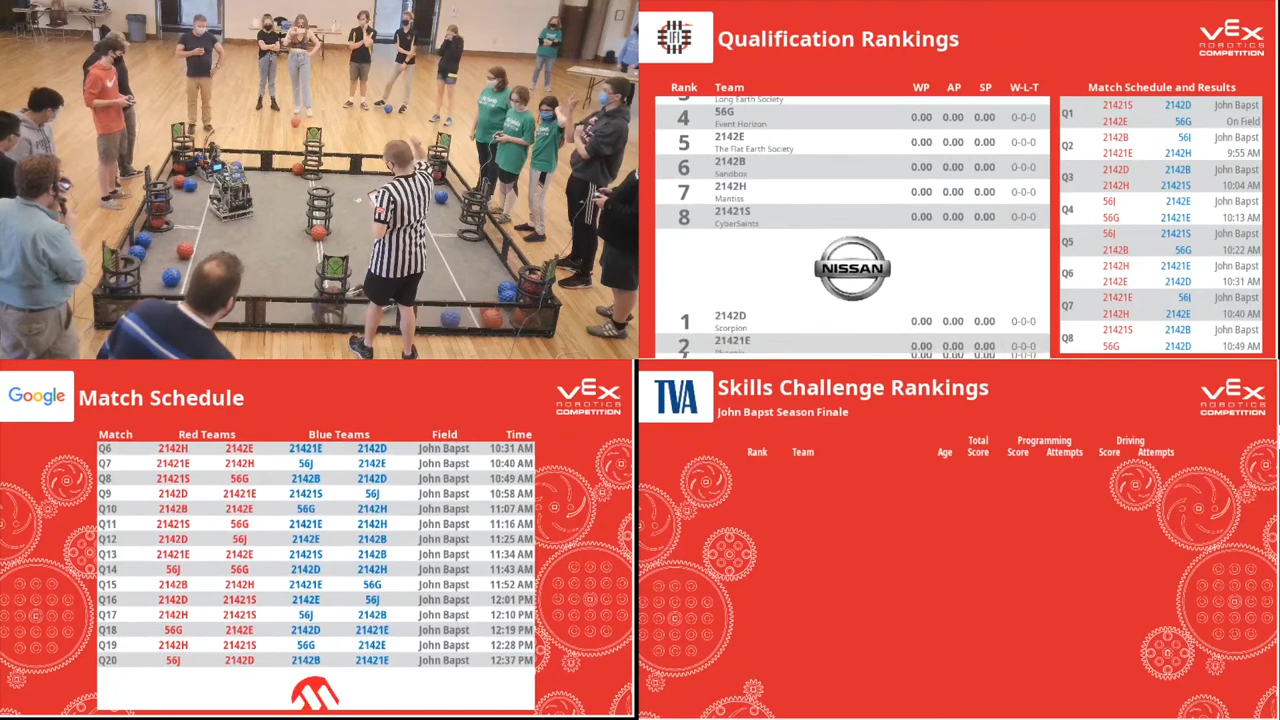 IFI
Qualification Rankings
VEX
ROBOTICS
COMPETITION
Rank Team WP AP SP W-L-T
Long Earth Society
4 56G 0.00 0.00 0.00 0-0-0
Event Horizon
5 2142E 0.00 0.00 0.00 0-0-0
The Flat Earth Society
6 2142B 0.00 0.00 0.00 0-0-0
Sandbox
7 2142H 0.00 0.00 0.00 0-0-0
Mantiss
8 21421S 0.00 0.00 0.00 0-0-0
CyberSaints
NISSAN
1 2142D 0.00 0.00 0.00 0-0-0
Scorpion
2 21421E 0.00 0.00 0.00 0-0-0
Match Schedule and Results
Q1 21421S 2142D John Bapst
2142E 56G On Field
Q2 2142B 56J John Bapst
21421E 2142H 9:55 AM
Q3 2142D 2142B John Bapst
2142H 21421S 10:04 AM
Q4 56J 2142E John Bapst
56G 21421E 10:13 AM
Q5 56J 21421S John Bapst
2142B 56G 10:22 AM
Q6 2142H 21421E John Bapst
2142E 2142D 10:31 AM
Q7 21421E 56J John Bapst
2142H 2142E 10:40 AM
Q8 21421S 2142B John Bapst
56G 2142D 10:49 AM
Google
Match Schedule
VEX
ROBOTICS
COMPETITION
Match Red Teams Blue Teams Field Time
Q6 2142H 2142E 21421E 2142D John Bapst 10:31 AM
Q7 21421E 2142H 56J 2142E John Bapst 10:40 AM
Q8 21421S 56G 2142B 2142D John Bapst 10:49 AM
Q9 2142D 21421E 21421S 56J John Bapst 10:58 AM
Q10 2142B 2142E 56G 2142H John Bapst 11:07 AM
Q11 21421S 56G 21421E 2142H John Bapst 11:16 AM
Q12 2142D 56J 2142E 2142B John Bapst 11:25 AM
Q13 21421E 2142E 21421S 2142B John Bapst 11:34 AM
Q14 56J 56G 2142D 2142H John Bapst 11:43 AM
Q15 2142B 2142H 21421E 56G John Bapst 11:52 AM
Q16 2142D 21421S 2142E 56J John Bapst 12:01 PM
Q17 2142H 21421S 56J 2142B John Bapst 12:10 PM
Q18 56G 2142E 2142D 21421E John Bapst 12:19 PM
Q19 2142H 21421S 56G 2142E John Bapst 12:28 PM
Q20 56J 2142D 2142B 21421E John Bapst 12:37 PM
TVA
Skills Challenge Rankings
John Bapst Season Finale
VEX
ROBOTICS
COMPETITION
Total Programming Driving
Rank Team Age Score Score Attempts Score Attempts